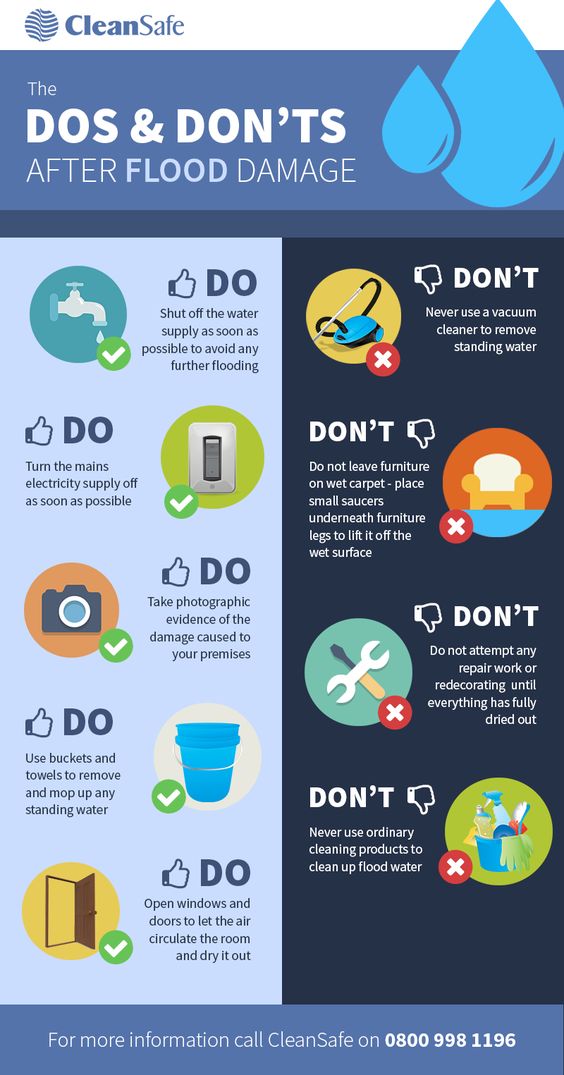 CleanSafe
The
DOS & DON'TS
AFTER FLOOD DAMAGE
DO
Shut off the water
supply as soon as
possible to avoid any
further flooding
DO
Turn the mains
electricity supply off
as soon as possible
DO
Take photographic
evidence of the
damage caused to
your premises
DO
Use buckets and
towels to remove
and mop up any
standing water
DO
Open windows and
doors to let the air
circulate the room
and dry it out
DON'T
Never use a vacuum
cleaner to remove
standing water
DON'T
Do not leave furniture
on wet carpet - place
small saucers
underneath furniture
legs to lift it off the
wet surface
DON'T
Do not attempt any
repair work or
redecorating until
everything has fully
dried out
DON'T
Never use ordinary
cleaning products to
clean up flood water
For more information call CleanSafe on 0800 998 1196